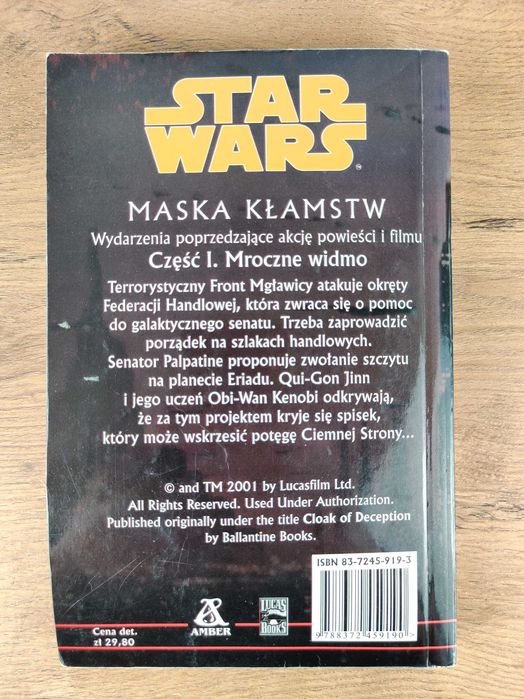 STAR
WARS
MASKA KŁAMSTW
Wydarzenia poprzedzające akcję powieści i filmu
Część I. Mroczne widmo
Terrorystyczny Front Mgławicy atakuje okręty
Federacji Handlowej, która zwraca się o pomoc
do galaktycznego senatu. Trzeba zaprowadzić
porządek na szlakach handlowych.
Senator Palpatine proponuje zwołanie szczytu
na planecie Eriadu. Qui-Gon Jinn
i jego uczeń Obi-Wan Kenobi odkrywają,
że za tym projektem kryje się spisek,
który może wskrzesić potęgę Ciemnej Strony...
© and TM 2001 by Lucasfilm Ltd.
All Rights Reserved. Used Under Authorization.
Published originally under the title Cloak of Deception
by Ballantine Books.
ISBN 83-7245-919-3
9 788372 459190 >
Cena det.
zł 29,80
AMBER
LUCAS
BOOKS